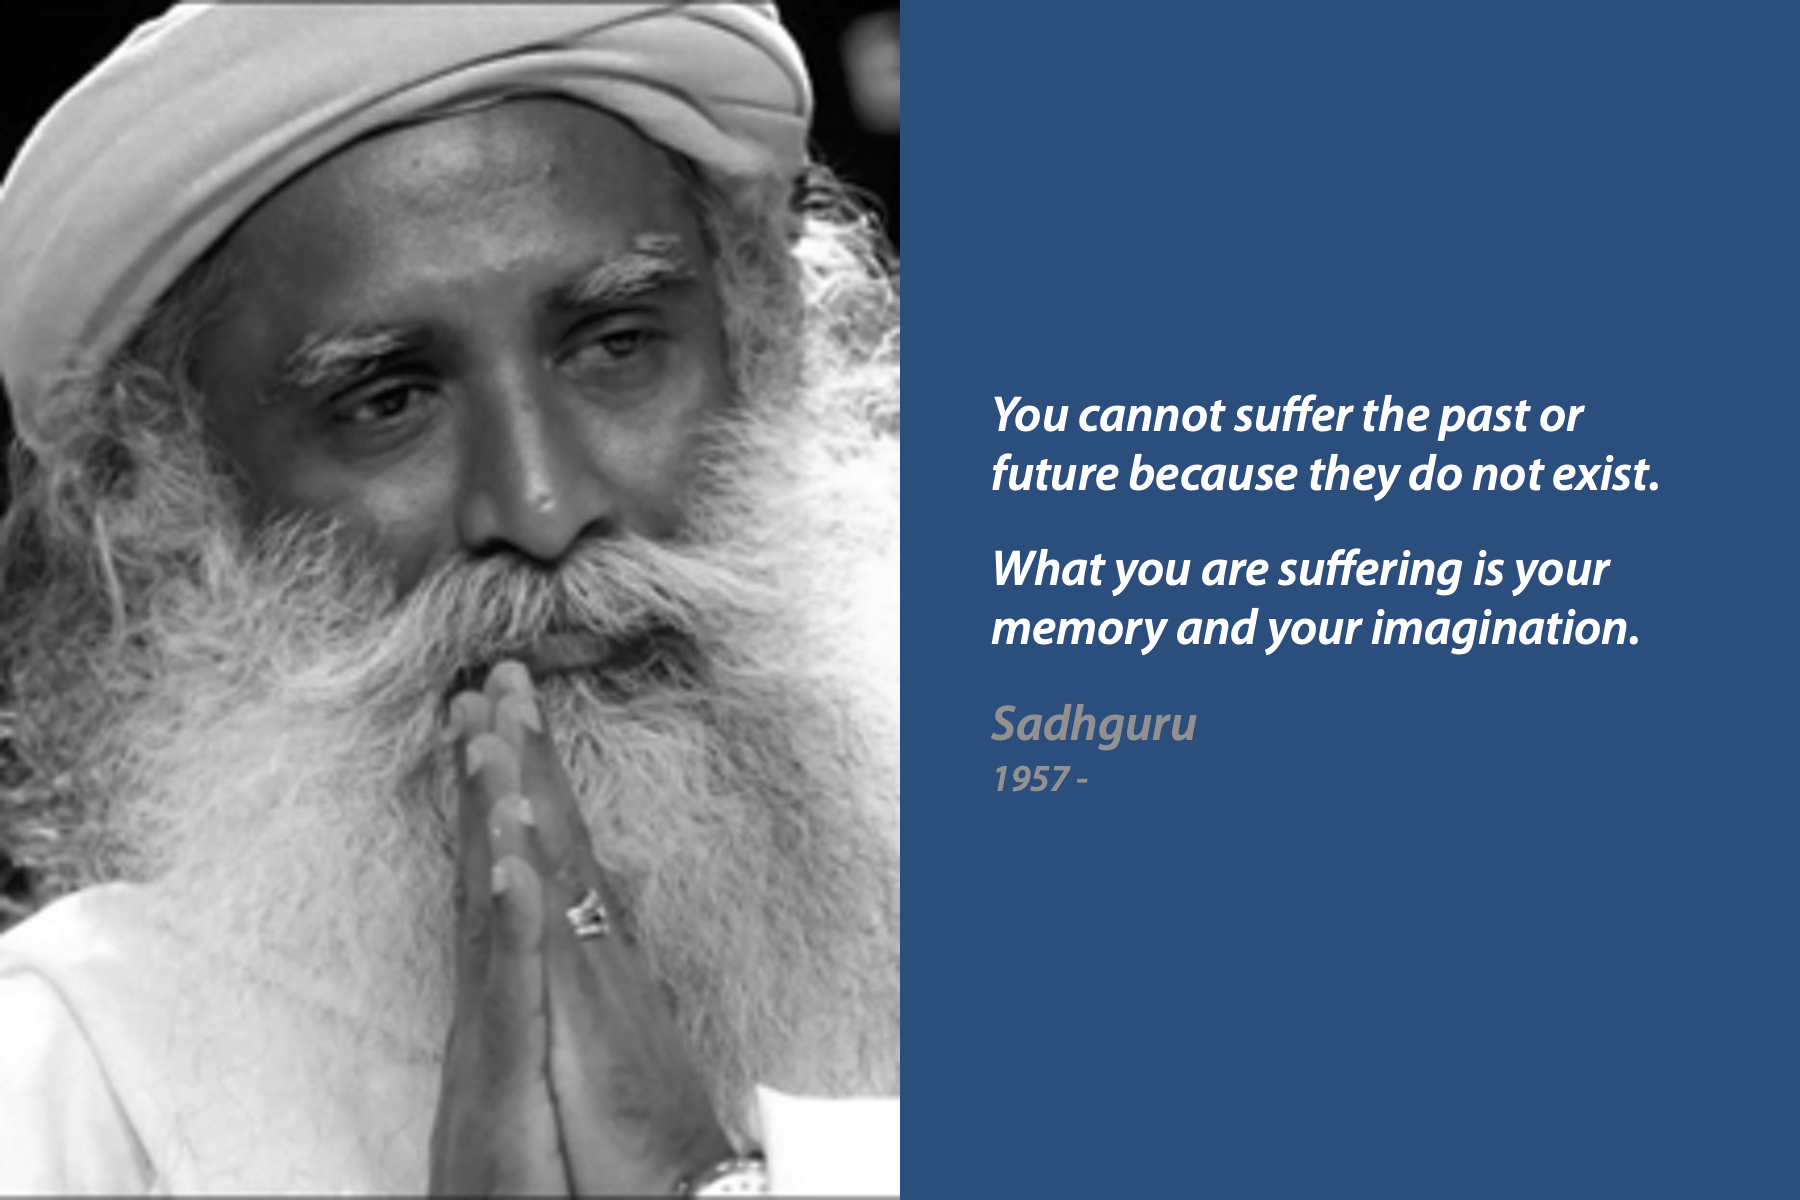 You cannot suffer the past or
future because they do not exist.
What you are suffering is your
memory and your imagination.
Sadhguru
1957 -